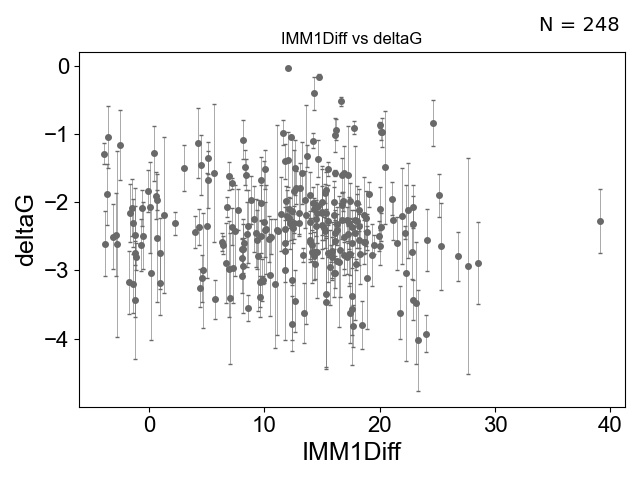 N = 248
IMM1Diff vs deltaG
deltaG
0
−1
−2
−3
−4
0 10 20 30 40
IMM1Diff